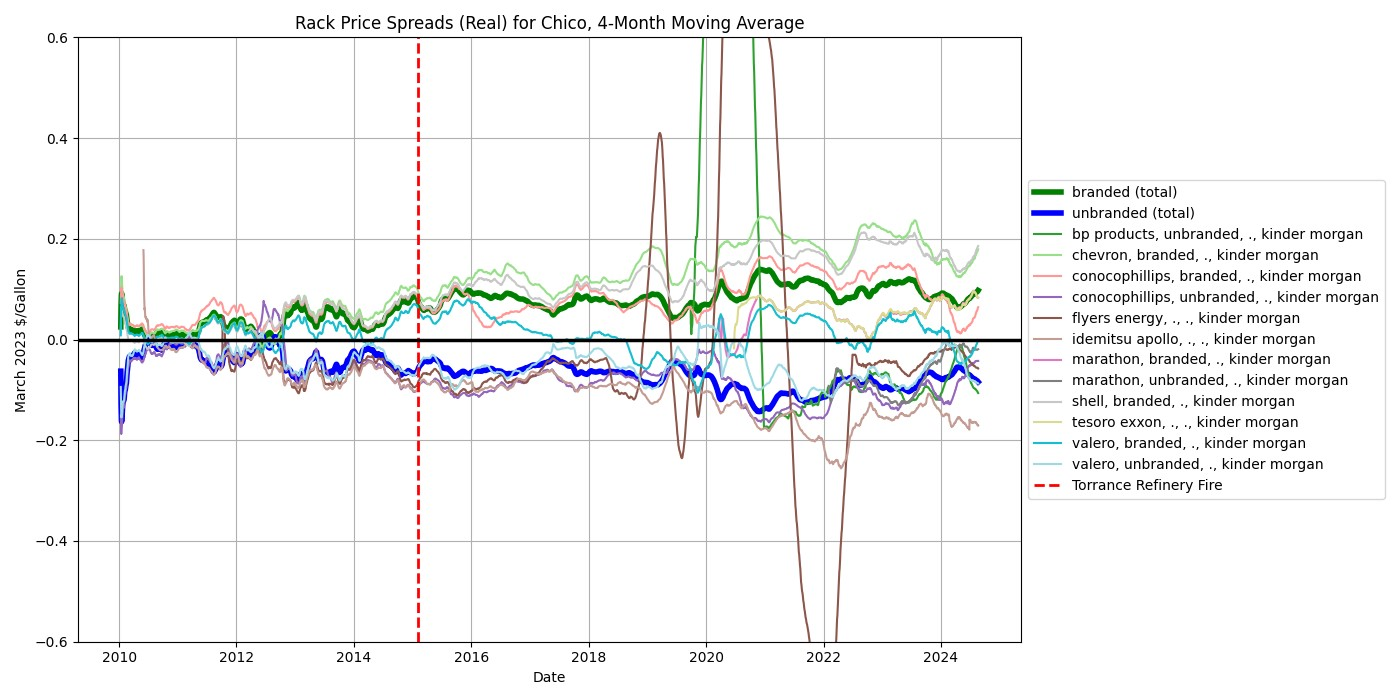 Rack Price Spreads (Real) for Chico, 4-Month Moving Average
March 2023 $/Gallon
0.6
0.4
0.2
0.0
−0.2
−0.4
−0.6
2010
2012
2014
2016
2018
2020
2022
2024
Date
branded (total)
unbranded (total)
bp products, unbranded, ., kinder morgan
chevron, branded, ., kinder morgan
conocophillips, branded, ., kinder morgan
conocophillips, unbranded, ., kinder morgan
flyers energy, ., ., kinder morgan
idemitsu apollo, ., ., kinder morgan
marathon, branded, ., kinder morgan
marathon, unbranded, ., kinder morgan
shell, branded, ., kinder morgan
tesoro exxon, ., ., kinder morgan
valero, branded, ., kinder morgan
valero, unbranded, ., kinder morgan
Torrance Refinery Fire